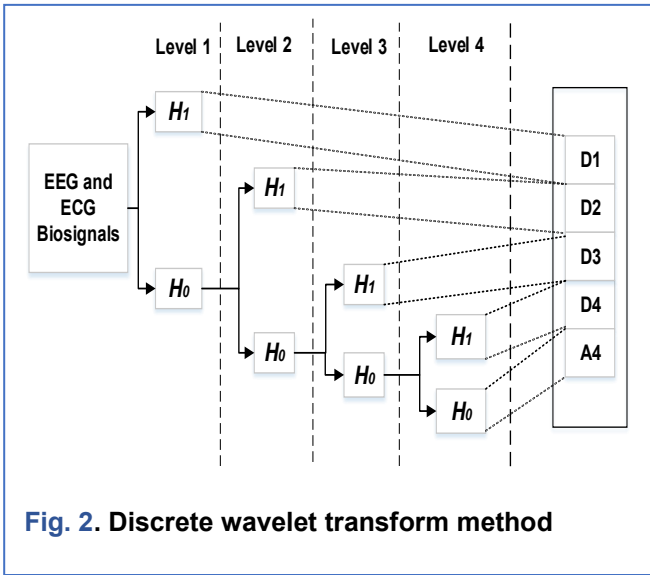 Level 1 Level 2 Level 3 Level 4
H1
D1
EEG and
ECG
Biosignals
H1
D2
D3
H0
H1
D4
H0
H1
A4
H0
H0
Fig. 2. Discrete wavelet transform method